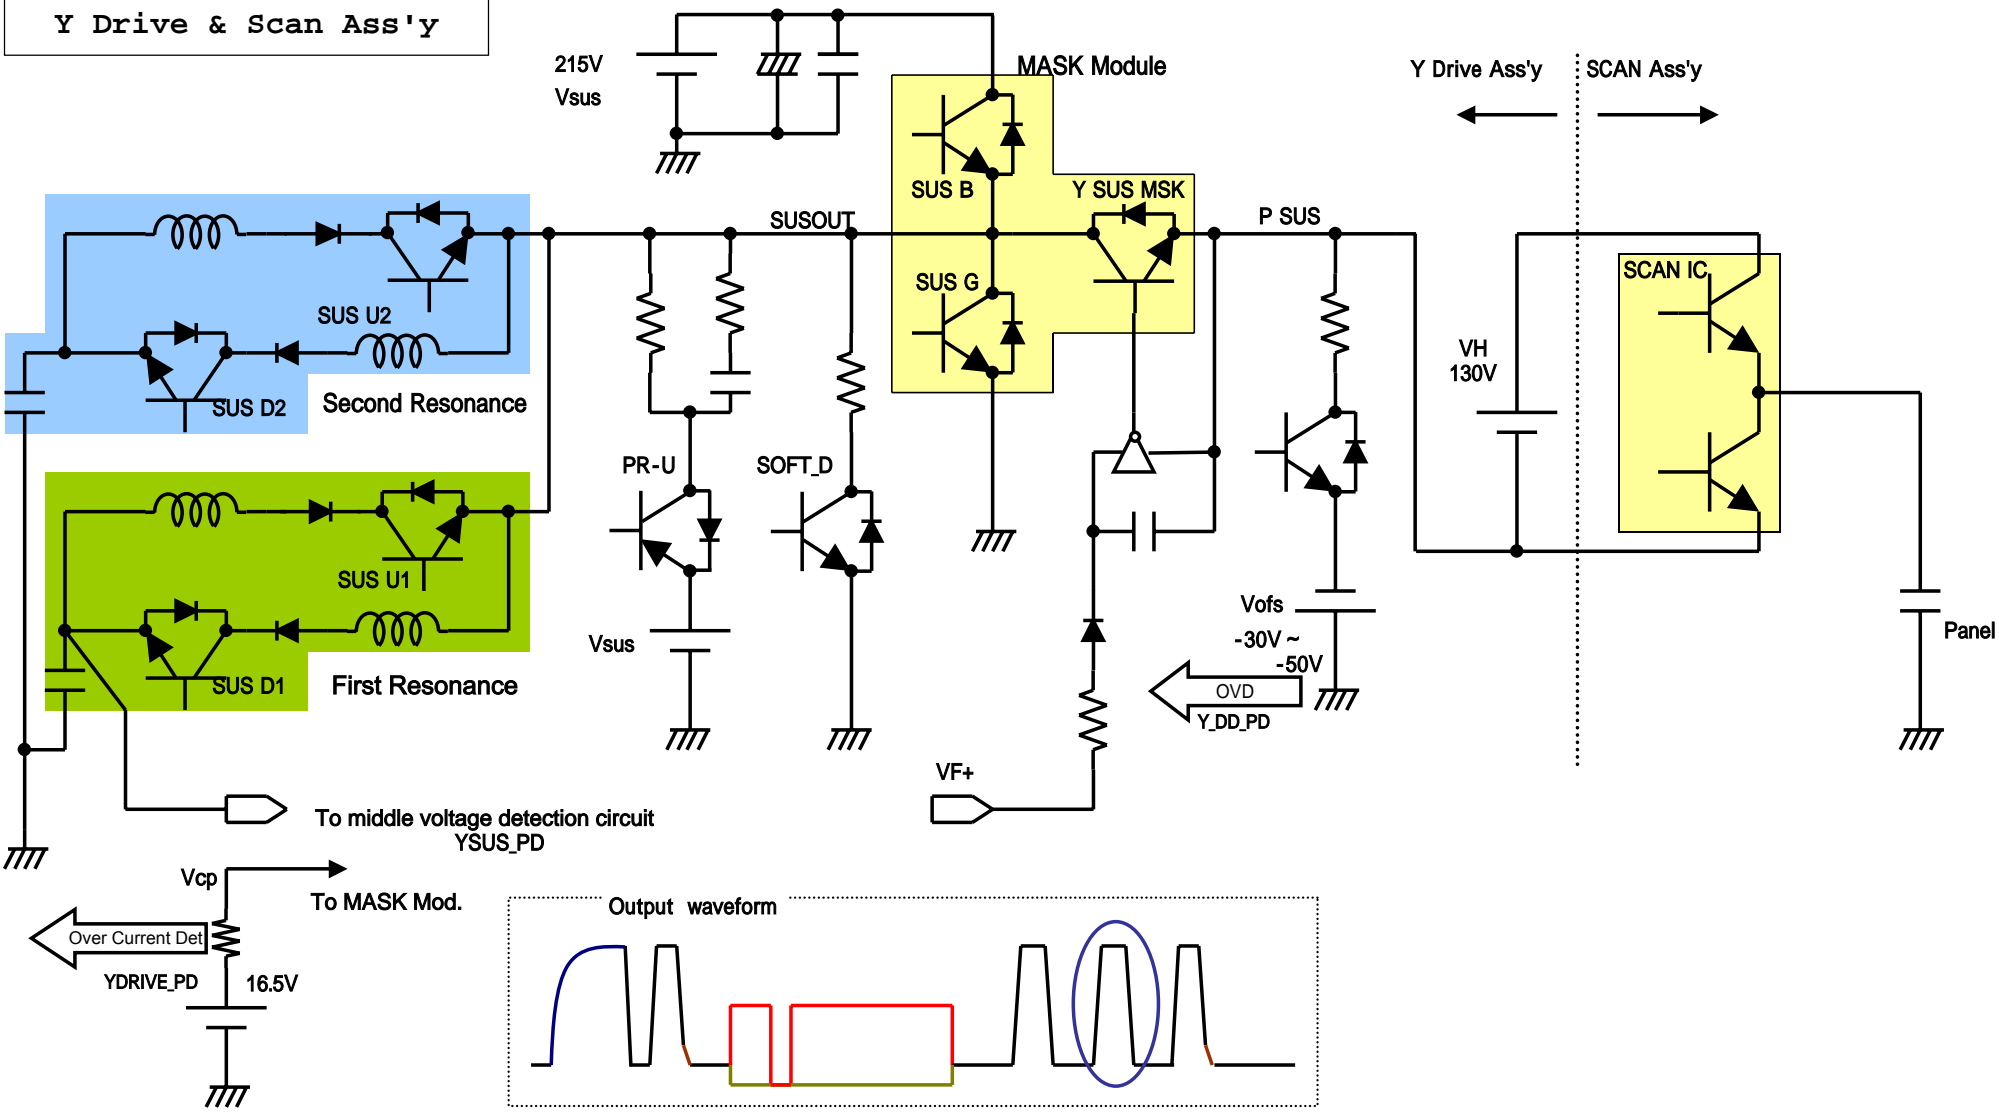 Y Drive & Scan Ass'y
215V
Vsus
MASK Module
Y Drive Ass'y
SCAN Ass'y
SUS B
Y SUS MSK
SUSOUT
P SUS
SCAN IC
SUS G
SUS U2
VH
130V
SUS D2
Second Resonance
PR-U
SOFT_D
SUS U1
Vofs
-30V ~
-50V
Vsus
Panel
SUS D1
First Resonance
OVD
Y_DD_PD
VF+
To middle voltage detection circuit
YSUS_PD
Vcp
To MASK Mod.
Output waveform
Over Current Det
YDRIVE_PD
16.5V